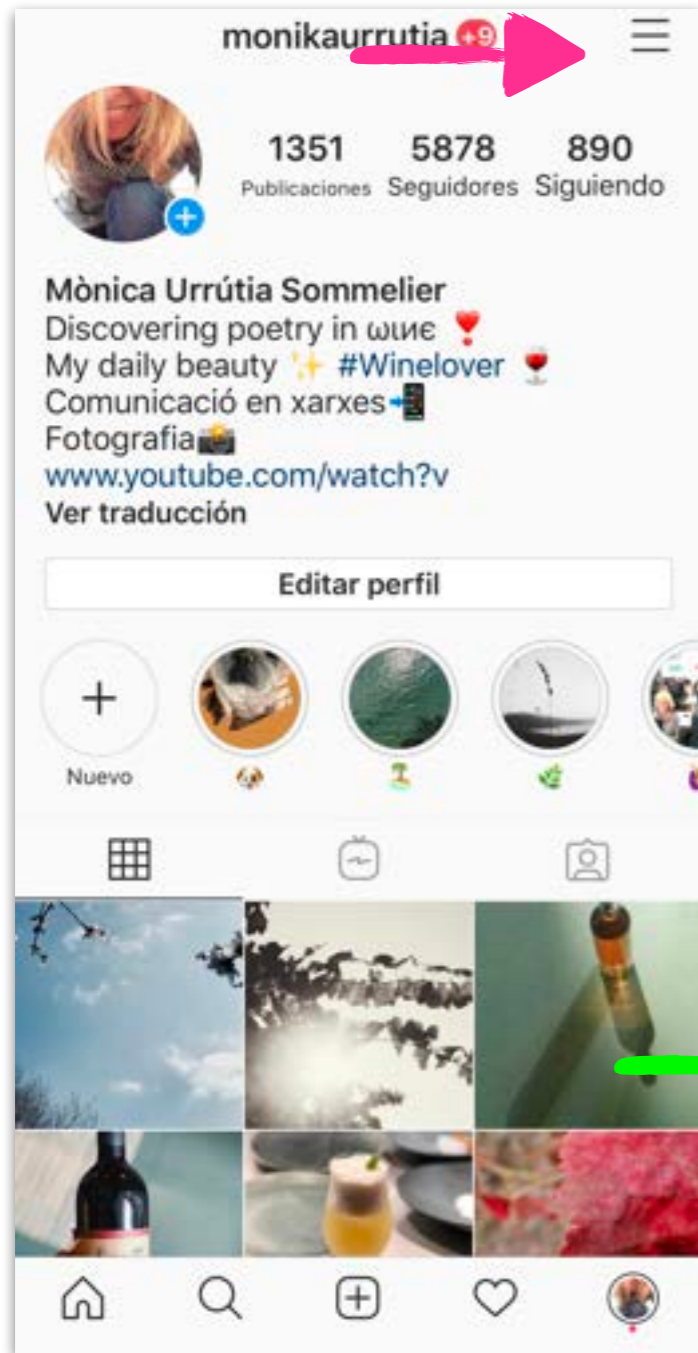 monikaurrutia +9
1351 5878 890
Publicaciones Seguidores Siguiendo
Mònica Urrútia Sommelier
Discovering poetry in ωιηє ❣️
My daily beauty ✨ #Winelover 🍷
Comunicació en xarxes📲
Fotografia📸
www.youtube.com/watch?v
Ver traducción
Editar perfil
Nuevo